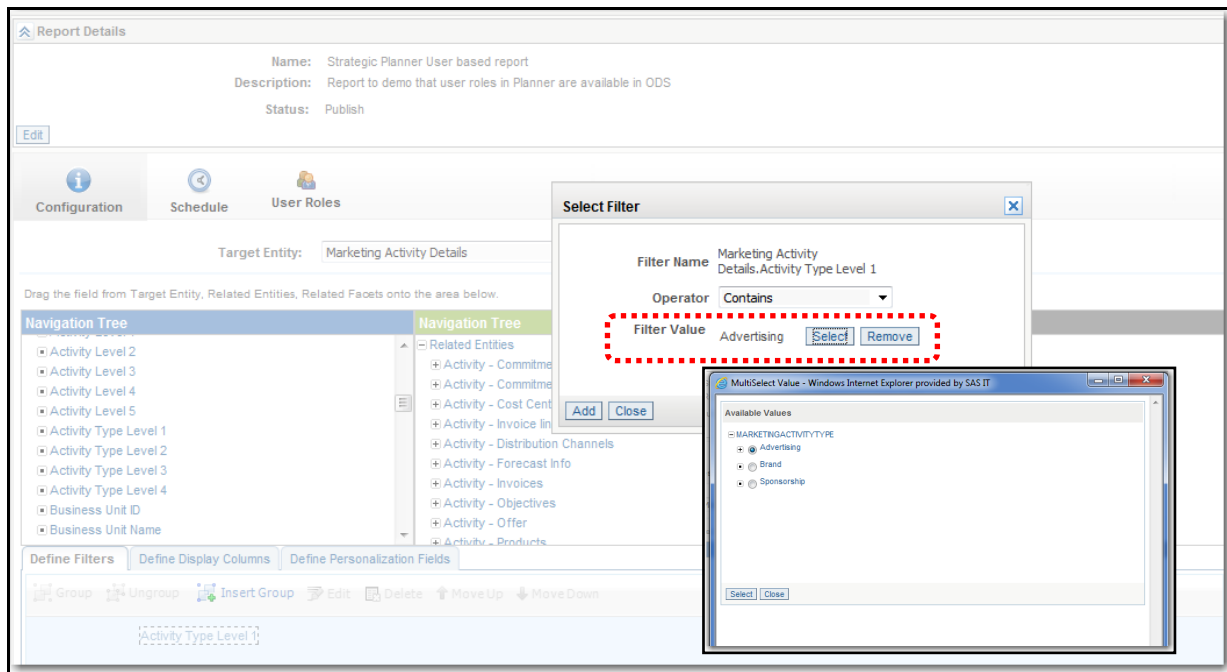 Report Details
Name: Strategic Planner User based report
Description: Report to demo that user roles in Planner are available in ODS
Status: Publish
Edit
Configuration
Schedule
User Roles
Target Entity: Marketing Activity Details
Drag the field from Target Entity, Related Entities, Related Facets onto the area below.
Navigation Tree
Activity Level 2
Activity Level 3
Activity Level 4
Activity Level 5
Activity Type Level 1
Activity Type Level 2
Activity Type Level 3
Activity Type Level 4
Business Unit ID
Business Unit Name
Navigation Tree
Related Entities
Activity - Commitme
Activity - Commitme
Activity - Cost Cent
Activity - Invoice lin
Activity - Distribution Channels
Activity - Forecast Info
Activity - Invoices
Activity - Objectives
Activity - Offer
Activity - Products
Select Filter
Filter Name Marketing Activity
Details.Activity Type Level 1
Operator Contains
Filter Value Advertising Select Remove
Add Close
MultiSelect Value - Windows Internet Explorer provided by SAS IT
Available Values
MARKETINGACTIVITYTYPE
Advertising
Brand
Sponsorship
Select Close
Define Filters Define Display Columns Define Personalization Fields
Group Ungroup Insert Group Edit Delete Move Up Move Down
Activity Type Level 1